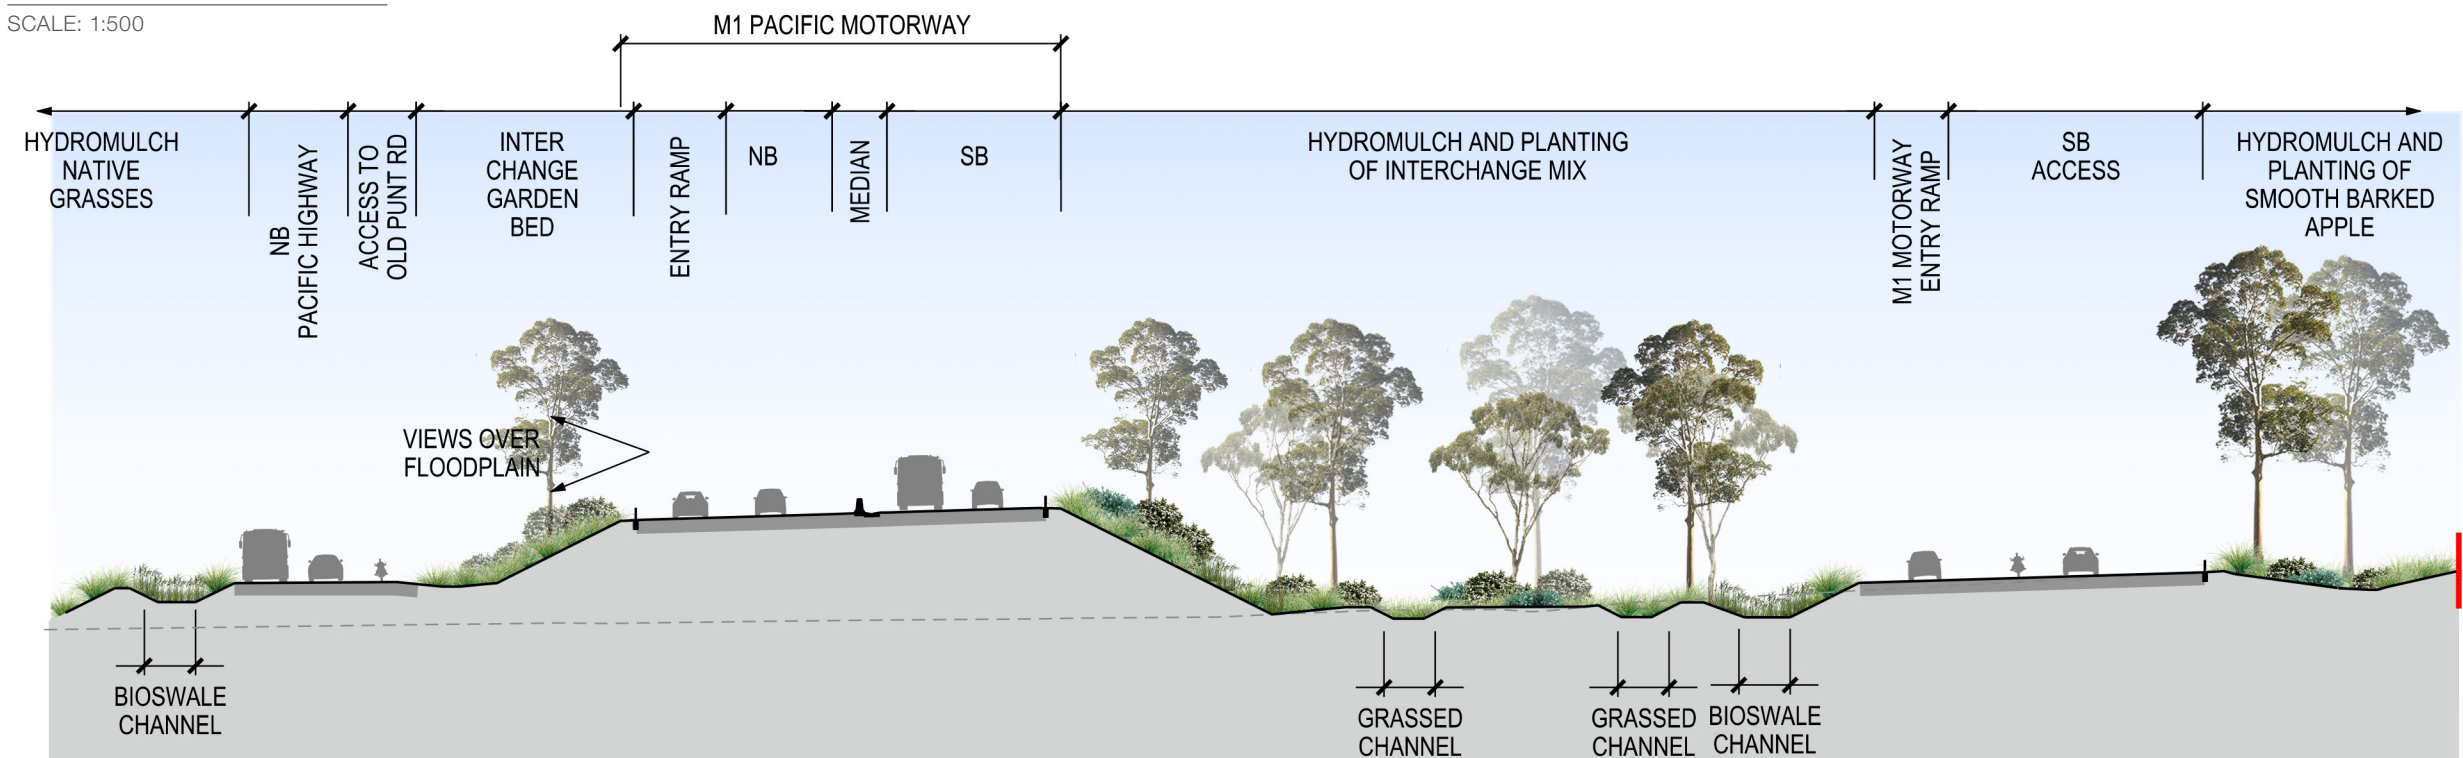 SCALE: 1:500
M1 PACIFIC MOTORWAY
HYDROMULCH
NATIVE
GRASSES
NB
PACIFIC HIGHWAY
ACCESS TO
OLD PUNT RD
INTER
CHANGE
GARDEN
BED
ENTRY RAMP
NB
MEDIAN
SB
HYDROMULCH AND PLANTING
OF INTERCHANGE MIX
M1 MOTORWAY
ENTRY RAMP
SB
ACCESS
HYDROMULCH AND
PLANTING OF
SMOOTH BARKED
APPLE
VIEWS OVER
FLOODPLAIN
BIOSWALE
CHANNEL
GRASSED
CHANNEL
GRASSED
CHANNEL
BIOSWALE
CHANNEL